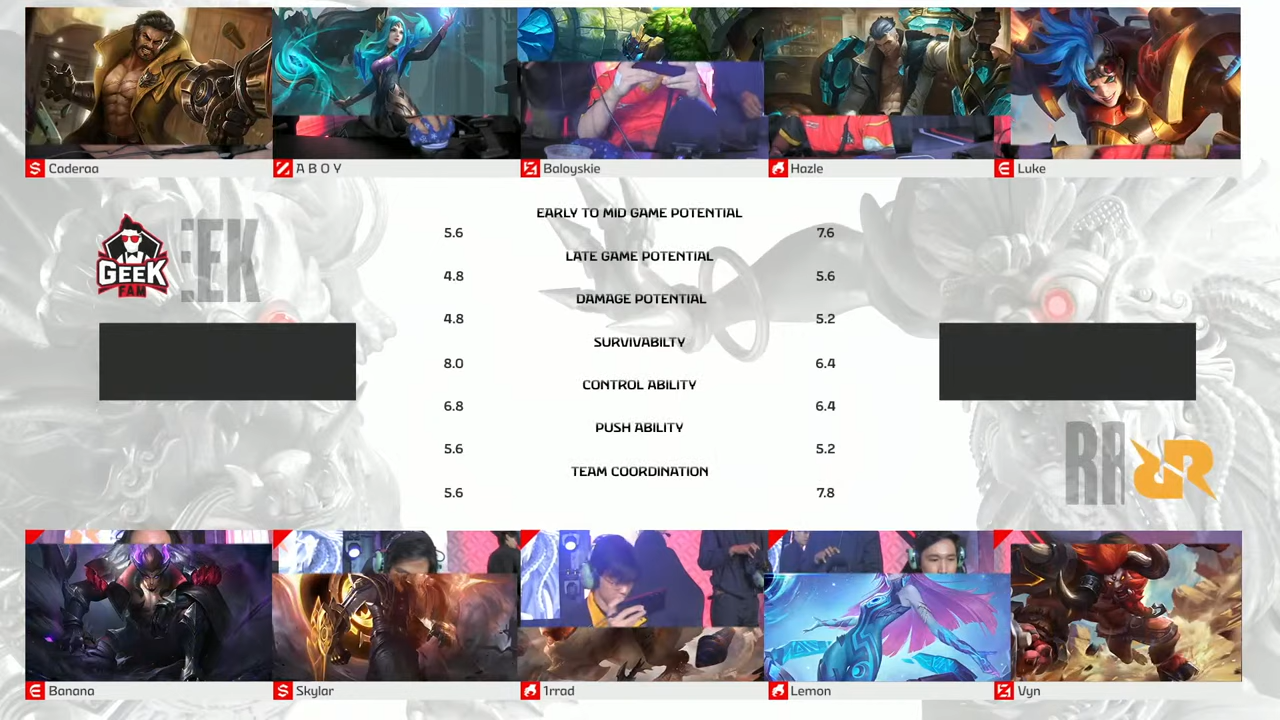 Caderaa
A B O Y
Baloyskie
Hazle
Luke
EARLY TO MID GAME POTENTIAL
5.6 7.6
LATE GAME POTENTIAL
4.8 5.6
DAMAGE POTENTIAL
4.8 5.2
SURVIVABILTY
8.0 6.4
CONTROL ABILITY
6.8 6.4
PUSH ABILITY
5.6 5.2
TEAM COORDINATION
5.6 7.8
GEEK
FAM
EEK
Banana
Skylar
1rrad
Lemon
Vyn